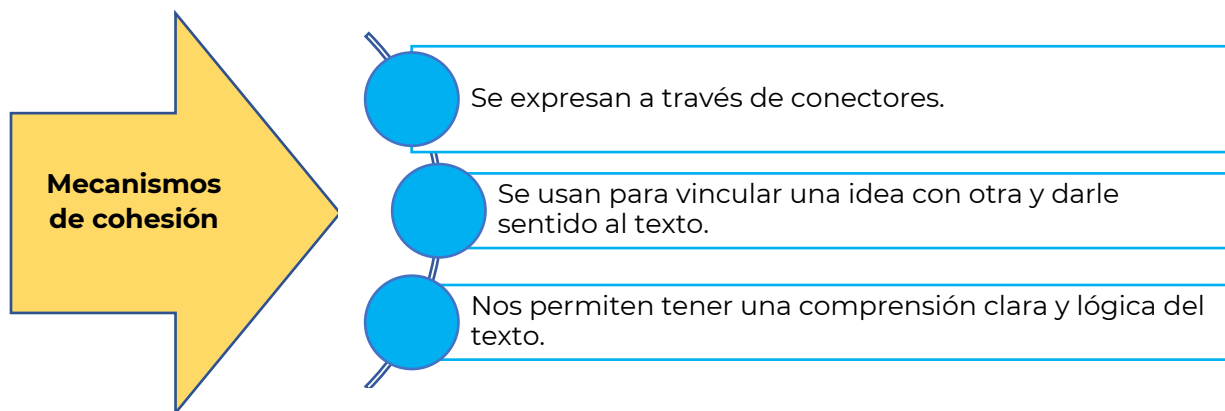 Mecanismos
de cohesión
Se expresan a través de conectores.
Se usan para vincular una idea con otra y darle
sentido al texto.
Nos permiten tener una comprensión clara y lógica del
texto.